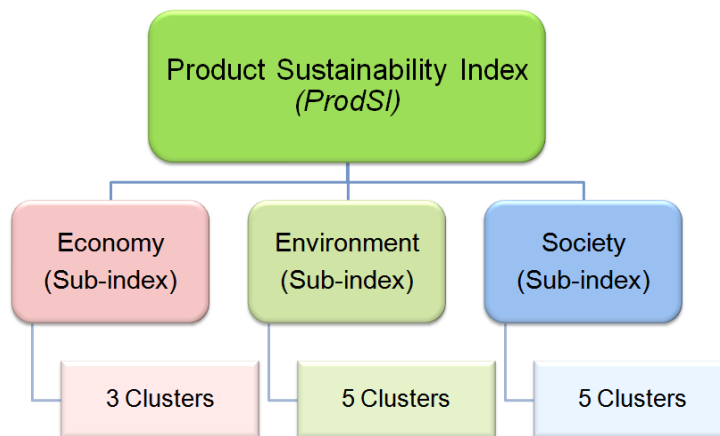 Product Sustainability Index
(ProdSI)
Economy
(Sub-index)
Environment
(Sub-index)
Society
(Sub-index)
3 Clusters
5 Clusters
5 Clusters